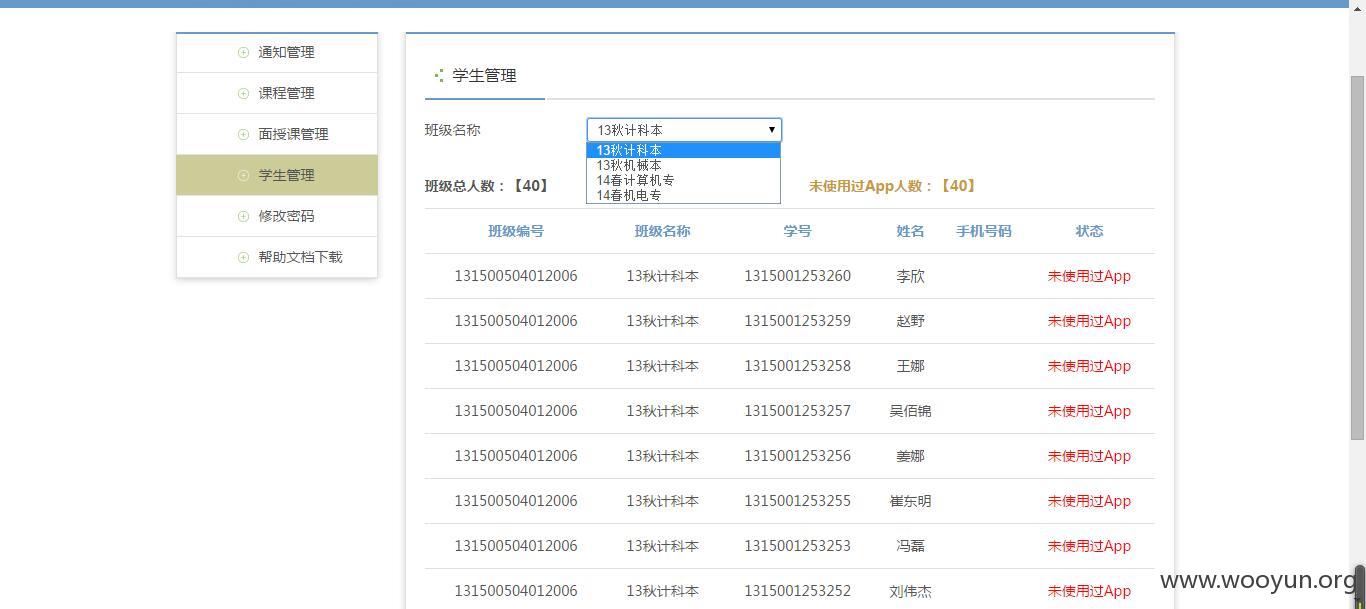 通知管理
课程管理
面授课管理
学生管理
修改密码
帮助文档下载
学生管理
班级名称 13秋计科本
13秋计科本
13秋机械本
14春计算机专
14春机电专
班级总人数：【40】 未使用过App人数：【40】
班级编号 班级名称 学号 姓名 手机号码 状态
131500504012006 13秋计科本 1315001253260 李欣 未使用过App
131500504012006 13秋计科本 1315001253259 赵野 未使用过App
131500504012006 13秋计科本 1315001253258 王娜 未使用过App
131500504012006 13秋计科本 1315001253257 吴佰锦 未使用过App
131500504012006 13秋计科本 1315001253256 姜娜 未使用过App
131500504012006 13秋计科本 1315001253255 崔东明 未使用过App
131500504012006 13秋计科本 1315001253253 冯磊 未使用过App
131500504012006 13秋计科本 1315001253252 刘伟杰 未使用过App
www.wooyun.org